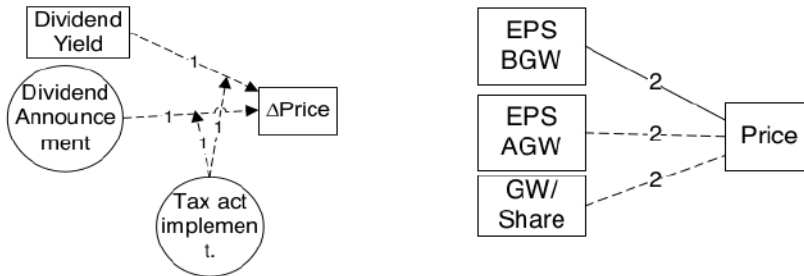 Dividend
Yield
1
Dividend
Announce
ment
1
ΔPrice
1
1
Tax act
implemen
t.
EPS
BGW
2
EPS
AGW
2
Price
GW/
Share
2